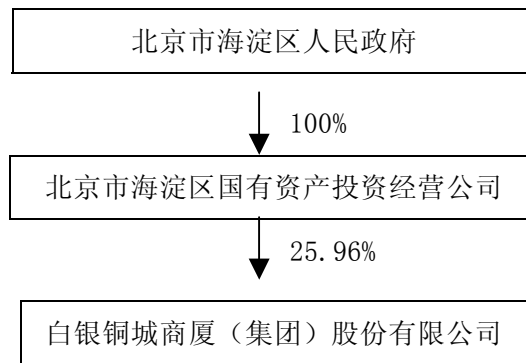 北京市海淀区人民政府
100%
北京市海淀区国有资产投资经营公司
25.96%
白银铜城商厦（集团）股份有限公司